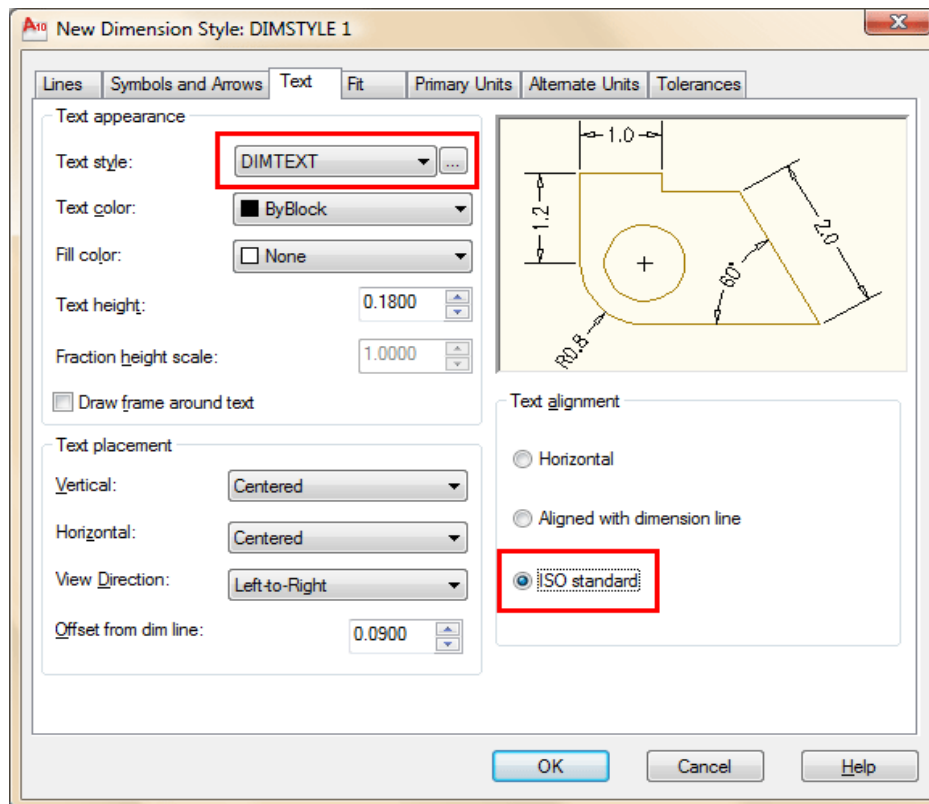 A10 New Dimension Style: DIMSTYLE 1
X
Lines Symbols and Arrows Text Fit Primary Units Alternate Units Tolerances
Text appearance
Text style: DIMTEXT ...
Text color: ByBlock
Fill color: None
Text height: 0.1800
Fraction height scale: 1.0000
Draw frame around text
Text placement
Vertical: Centered
Horizontal: Centered
View Direction: Left-to-Right
Offset from dim line: 0.0900
1.0
1.2
2.0
60°
R0.8
Text alignment
Horizontal
Aligned with dimension line
ISO standard
OK Cancel Help